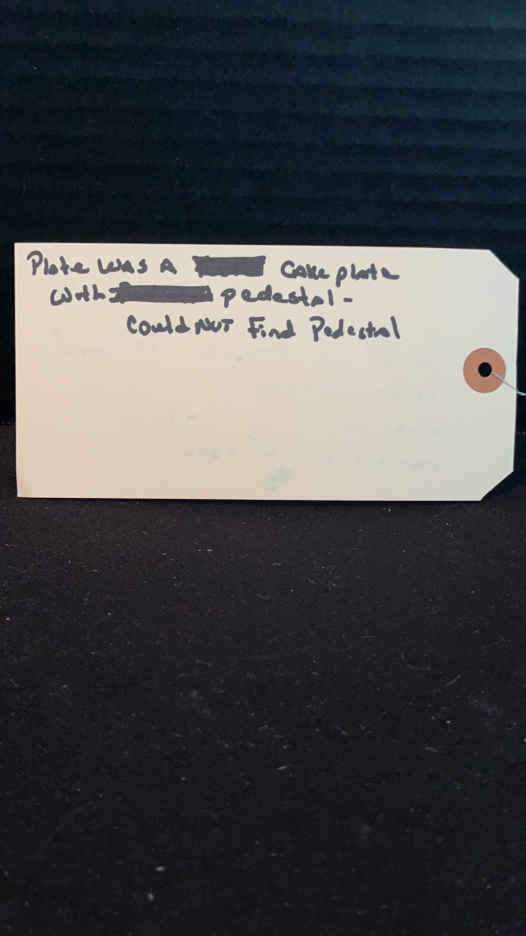 Plate was a cake plate
with pedestal -
could not find Pedestal